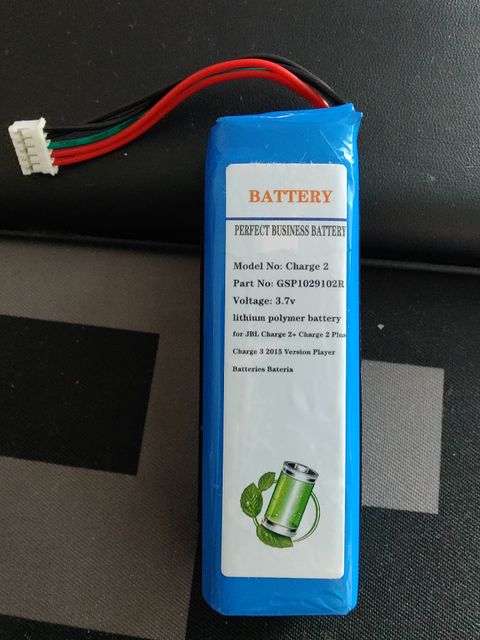 BATTERY
PERFECT BUSINESS BATTERY
Model No: Charge 2
Part No: GSP1029102R
Voltage: 3.7v
lithium polymer battery
for JBL Charge 2+ Charge 2 Plus
Charge 3 2015 Version Player
Batteries Bateria